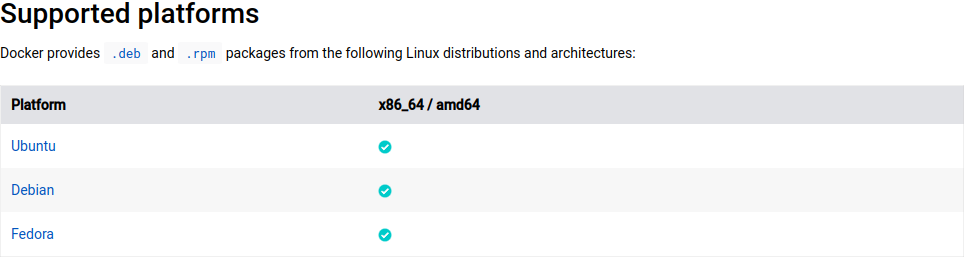 Supported platforms
Docker provides .deb and .rpm packages from the following Linux distributions and architectures:
Platform x86_64 / amd64
Ubuntu
Debian
Fedora